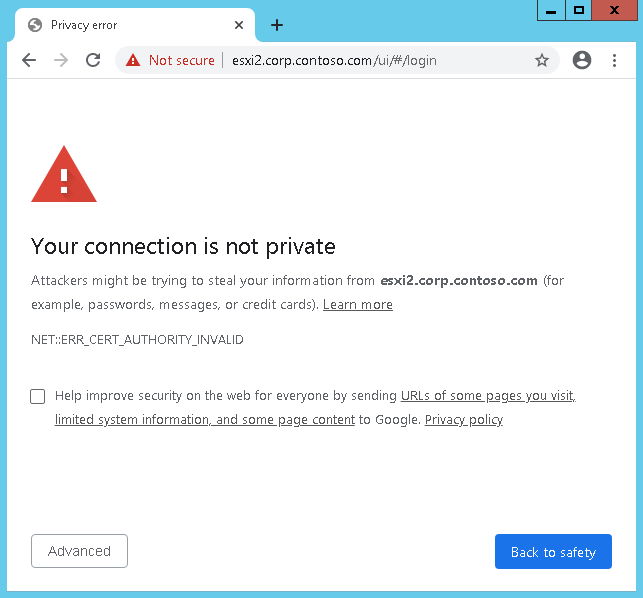 Privacy error
Not secure | esxi2.corp.contoso.com/ui/#/login
Your connection is not private
Attackers might be trying to steal your information from esxi2.corp.contoso.com (for
example, passwords, messages, or credit cards). Learn more
NET::ERR_CERT_AUTHORITY_INVALID
Help improve security on the web for everyone by sending URLs of some pages you visit,
limited system information, and some page content to Google. Privacy policy
Advanced
Back to safety